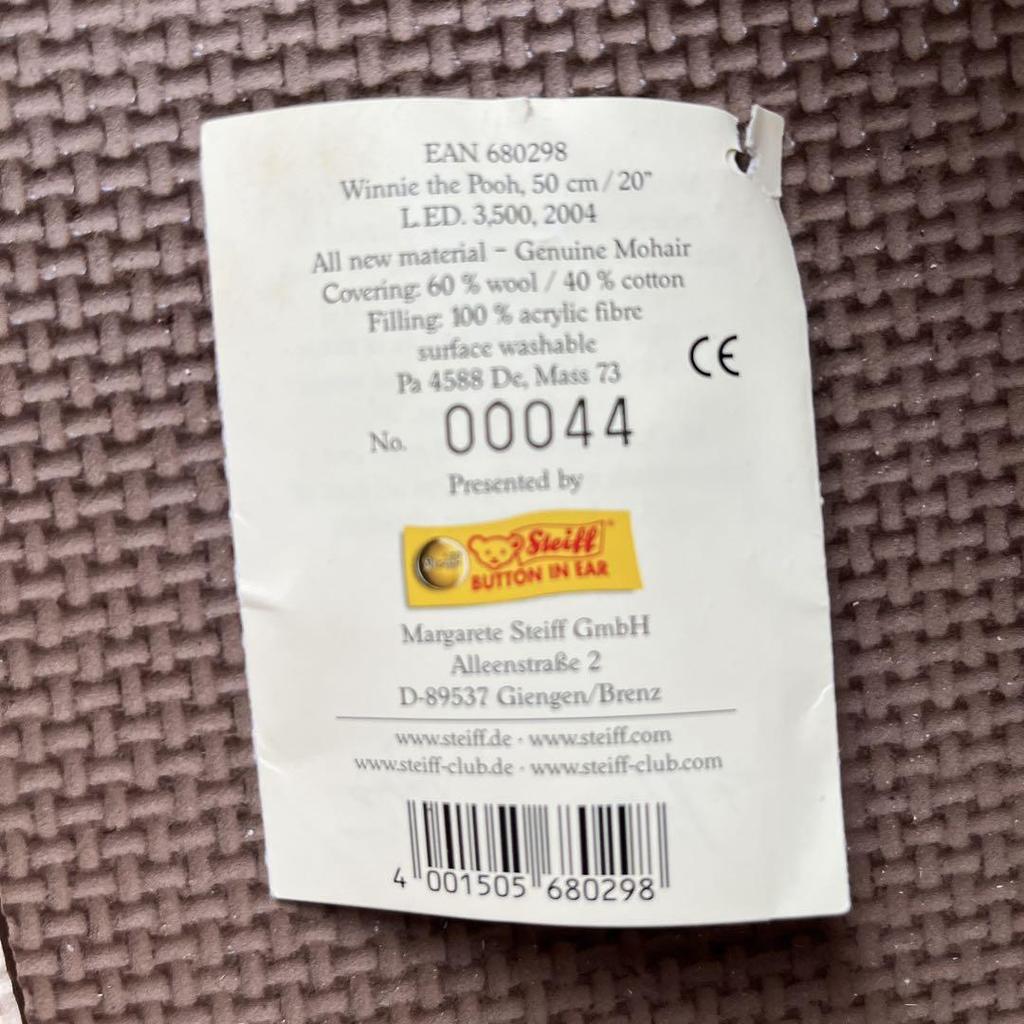 EAN 680298
Winnie the Pooh, 50 cm / 20"
L.ED. 3,500, 2004
All new material – Genuine Mohair
Covering: 60 % wool / 40 % cotton
Filling: 100 % acrylic fibre
surface washable
Pa 4588 De, Mass 73
CE
No. 00044
Presented by
Steiff
BUTTON IN EAR
Margarete Steiff GmbH
Alleenstraße 2
D-89537 Giengen/Brenz
www.steiff.de · www.steiff.com
www.steiff-club.de · www.steiff-club.com
4 001505 680298